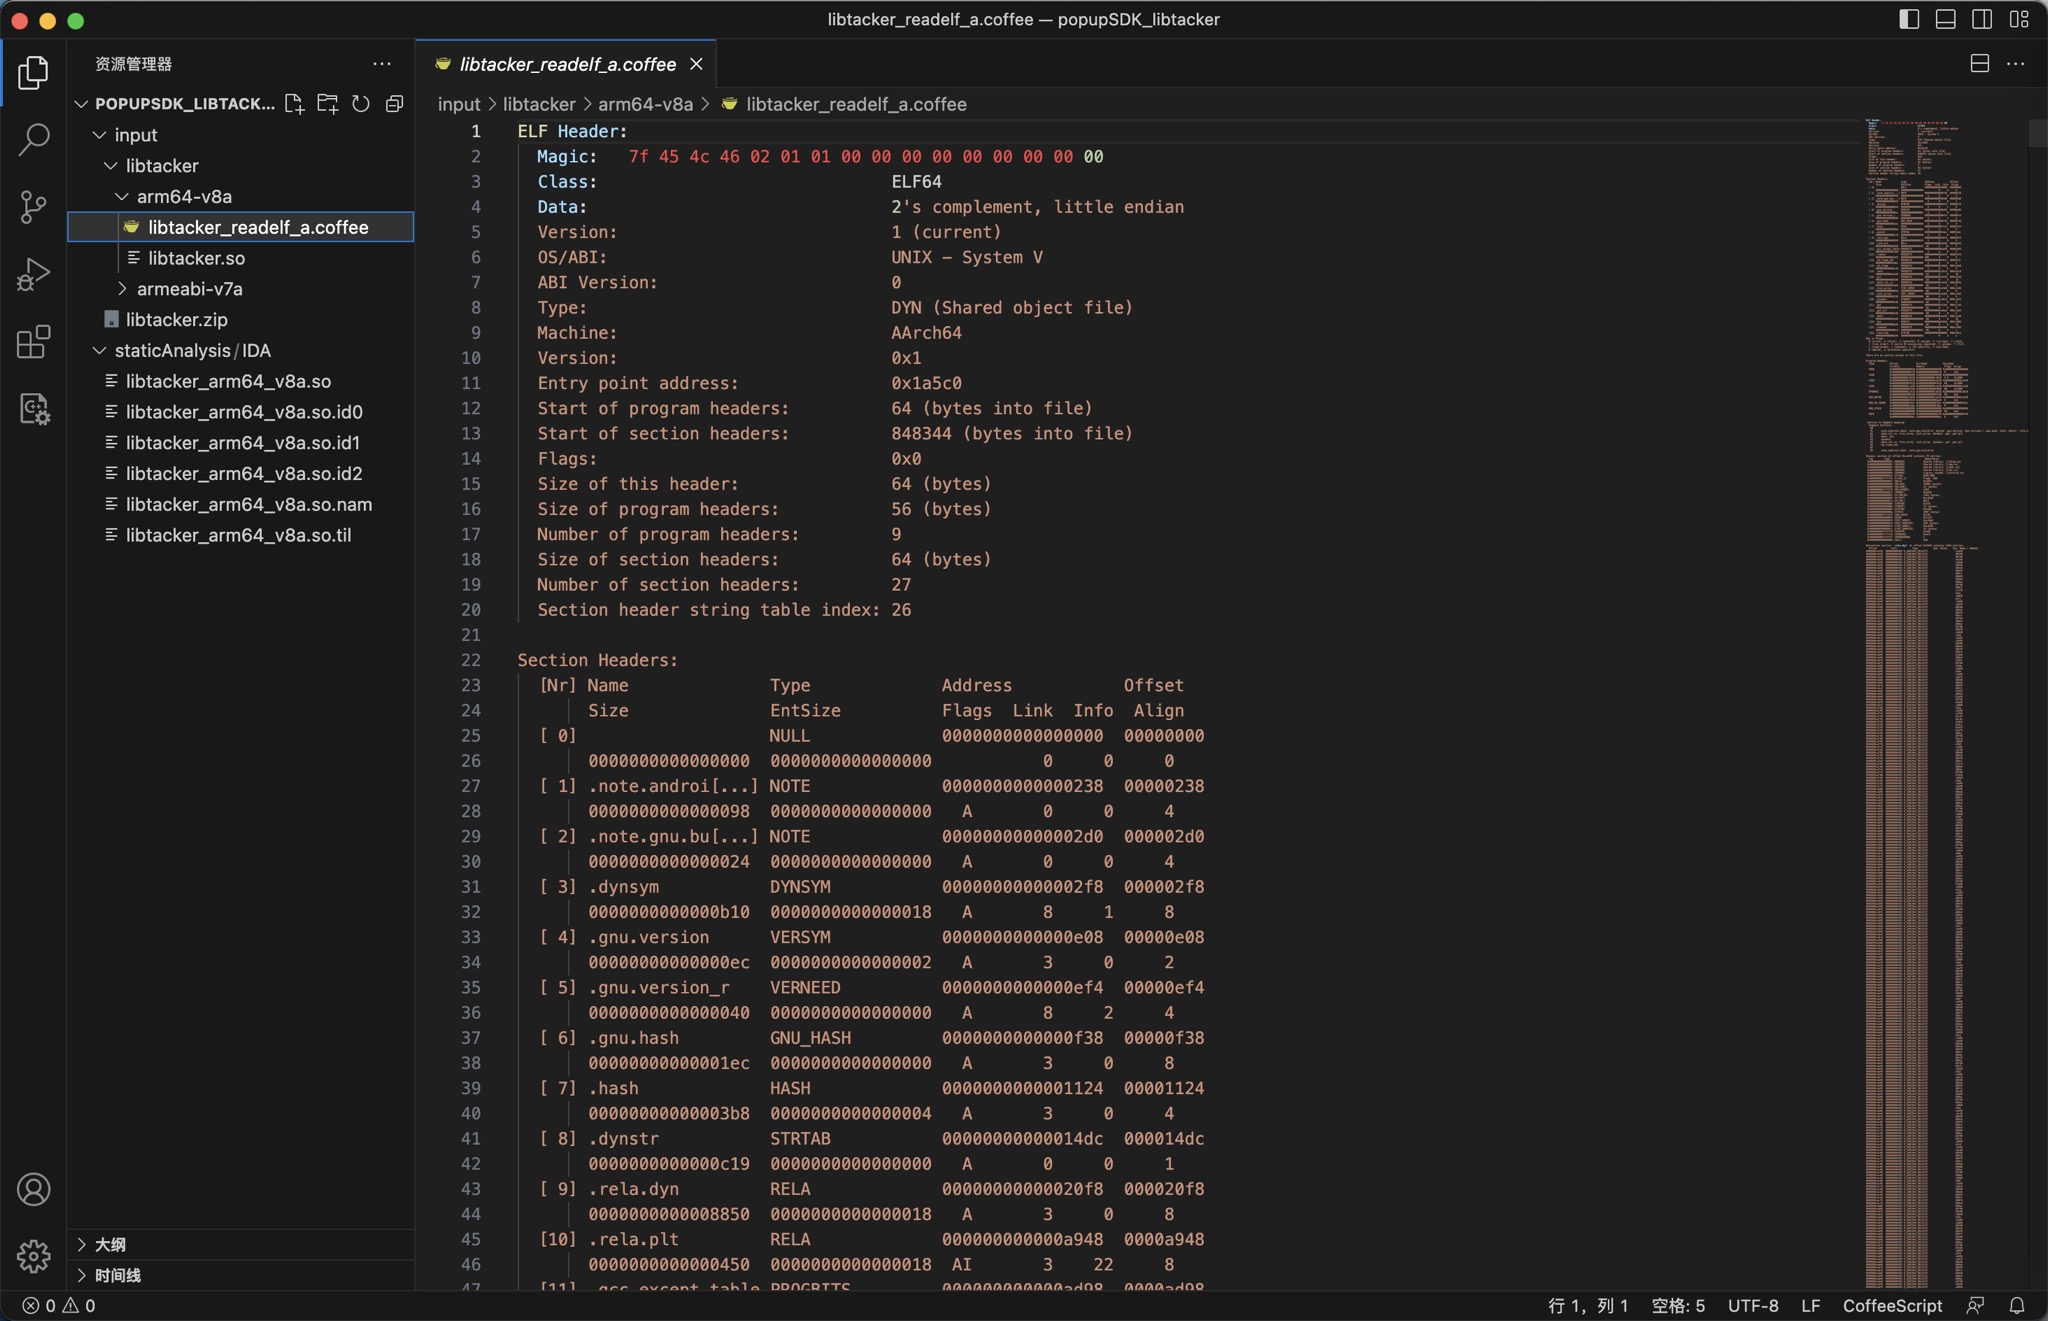 libtacker_readelf_a.coffee — popupSDK_libtacker
资源管理器
libtacker_readelf_a.coffee
POPUPSDK_LIBTACK...
input
libtacker
arm64-v8a
libtacker_readelf_a.coffee
libtacker.so
armeabi-v7a
libtacker.zip
staticAnalysis/IDA
libtacker_arm64_v8a.so
libtacker_arm64_v8a.so.id0
libtacker_arm64_v8a.so.id1
libtacker_arm64_v8a.so.id2
libtacker_arm64_v8a.so.nam
libtacker_arm64_v8a.so.til
大纲
时间线
input > libtacker > arm64-v8a > libtacker_readelf_a.coffee
1 ELF Header:
2 Magic: 7f 45 4c 46 02 01 01 00 00 00 00 00 00 00 00 00
3 Class: ELF64
4 Data: 2's complement, little endian
5 Version: 1 (current)
6 OS/ABI: UNIX - System V
7 ABI Version: 0
8 Type: DYN (Shared object file)
9 Machine: AArch64
10 Version: 0x1
11 Entry point address: 0x1a5c0
12 Start of program headers: 64 (bytes into file)
13 Start of section headers: 848344 (bytes into file)
14 Flags: 0x0
15 Size of this header: 64 (bytes)
16 Size of program headers: 56 (bytes)
17 Number of program headers: 9
18 Size of section headers: 64 (bytes)
19 Number of section headers: 27
20 Section header string table index: 26
21
22 Section Headers:
23 [Nr] Name Type Address Offset
24 Size EntSize Flags Link Info Align
25 [ 0] NULL 0000000000000000 00000000
26 0000000000000000 0000000000000000 0 0 0
27 [ 1] .note.androi[...] NOTE 0000000000000238 00000238
28 0000000000000098 0000000000000000 A 0 0 4
29 [ 2] .note.gnu.bu[...] NOTE 00000000000002d0 000002d0
30 0000000000000024 0000000000000000 A 0 0 4
31 [ 3] .dynsym DYNSYM 00000000000002f8 000002f8
32 0000000000000b10 0000000000000018 A 8 1 8
33 [ 4] .gnu.version VERSYM 0000000000000e08 00000e08
34 00000000000000ec 0000000000000002 A 3 0 2
35 [ 5] .gnu.version_r VERNEED 0000000000000ef4 00000ef4
36 0000000000000040 0000000000000000 A 8 2 4
37 [ 6] .gnu.hash GNU_HASH 0000000000000f38 00000f38
38 00000000000001ec 0000000000000000 A 3 0 8
39 [ 7] .hash HASH 0000000000001124 00001124
40 00000000000003b8 0000000000000004 A 3 0 4
41 [ 8] .dynstr STRTAB 00000000000014dc 000014dc
42 0000000000000c19 0000000000000000 A 0 0 1
43 [ 9] .rela.dyn RELA 00000000000020f8 000020f8
44 0000000000008850 0000000000000018 A 3 0 8
45 [10] .rela.plt RELA 000000000000a948 0000a948
46 0000000000000450 0000000000000018 AI 3 22 8
47 [11] .gcc_except_table PROGBITS 000000000000ad98 0000ad98
0 0
行 1, 列 1 空格: 5 UTF-8 LF CoffeeScript